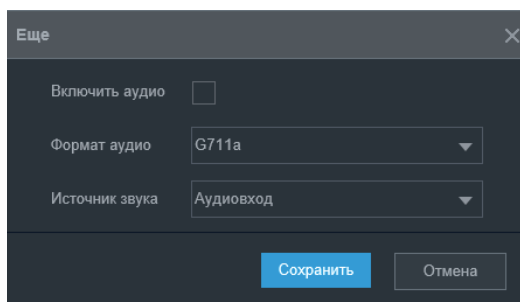 Еще
Включить аудио
Формат аудио G711a
Источник звука Аудиовход
Сохранить Отмена